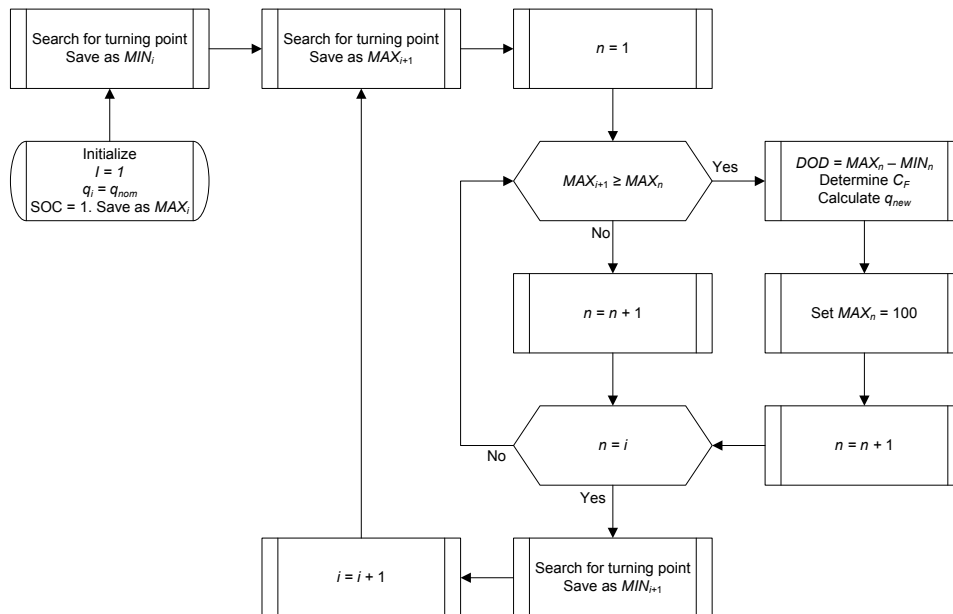 Search for turning point
Save as MINᵢ
Search for turning point
Save as MAXᵢ₊₁
n = 1
Initialize
I = 1
qᵢ = qₙₒₘ
SOC = 1. Save as MAXᵢ
MAXᵢ₊₁ ≥ MAXₙ
Yes
DOD = MAXₙ – MINₙ
Determine C_F
Calculate q_new
No
n = n + 1
Set MAXₙ = 100
n = i
No
n = n + 1
Yes
i = i + 1
Search for turning point
Save as MINᵢ₊₁